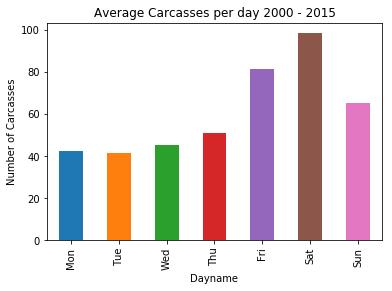 Average Carcasses per day 2000 - 2015
Number of Carcasses
100
80
60
40
20
0
Mon
Tue
Wed
Thu
Fri
Sat
Sun
Dayname